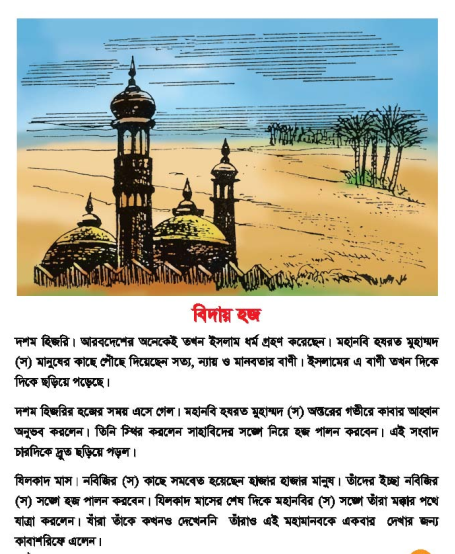 বিদায় হজ
দশম হিজরি। আরবদেশের অনেকেই তখন ইসলাম ধর্ম গ্রহণ করেছেন। মহানবি হযরত মুহাম্মদ
(স) মানুষের কাছে পৌছে দিয়েছেন সত্য, ন্যায় ও মানবতার বাণী। ইসলামের এ বাণী তখন দিকে
দিকে ছড়িয়ে পড়েছে।
দশম হিজরির হজের সময় এসে গেল। মহানবি হযরত মুহাম্মদ (স) অন্তরের গভীরে কাবার আহ্বান
অনুভব করলেন। তিনি স্থির করলেন সাহাবিদের সঙ্গে নিয়ে হজ পালন করবেন। এই সংবাদ
চারদিকে দ্রুত ছড়িয়ে পড়ল।
যিলকাদ মাস। নবিজির (স) কাছে সমবেত হয়েছেন হাজার হাজার মানুষ। তাঁদের ইচ্ছা নবিজির
(স) সঙ্গে হজ পালন করবেন। যিলকাদ মাসের শেষ দিকে মহানবির (স) সঙ্গে তাঁরা মক্কার পথে
যাত্রা করলেন। যাঁরা তাঁকে কখনও দেখেননি তাঁরাও এই মহামানবকে একবার দেখার জন্য
কাবাশরিফে এলেন।